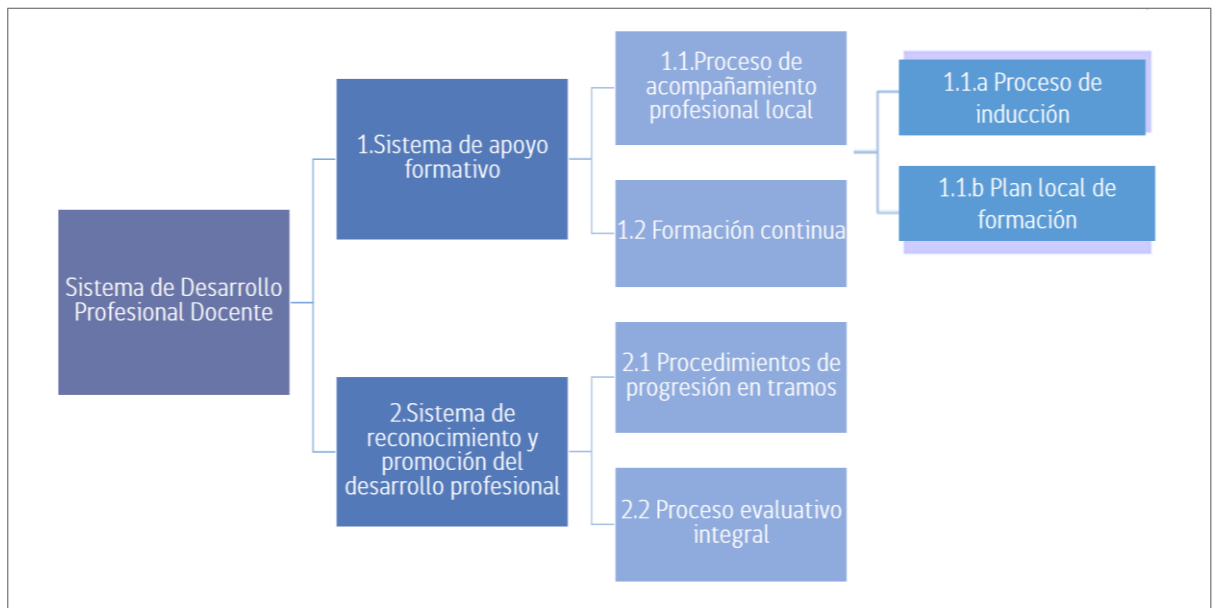 Sistema de Desarrollo
Profesional Docente
1.Sistema de apoyo
formativo
1.1.Proceso de
acompañamiento
profesional local
1.1.a Proceso de
inducción
1.1.b Plan local de
formación
1.2 Formación continua
2.Sistema de
reconocimiento y
promoción del
desarrollo profesional
2.1 Procedimientos de
progresión en tramos
2.2 Proceso evaluativo
integral